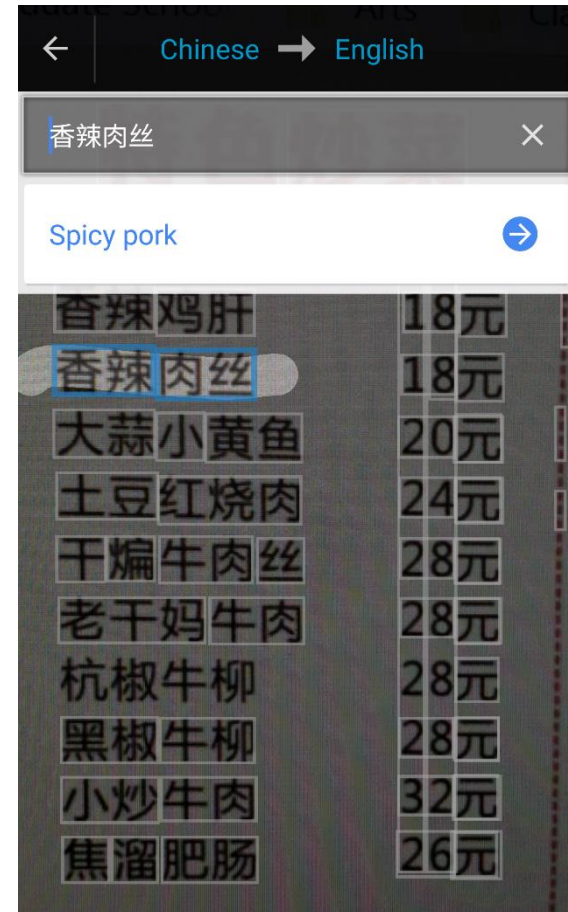 Chinese → English
香辣肉丝
Spicy pork
香辣鸡肝 18元
香辣肉丝 18元
大蒜小黄鱼 20元
土豆红烧肉 24元
干煸牛肉丝 28元
老干妈牛肉 28元
杭椒牛柳 28元
黑椒牛柳 28元
小炒牛肉 32元
焦溜肥肠 26元